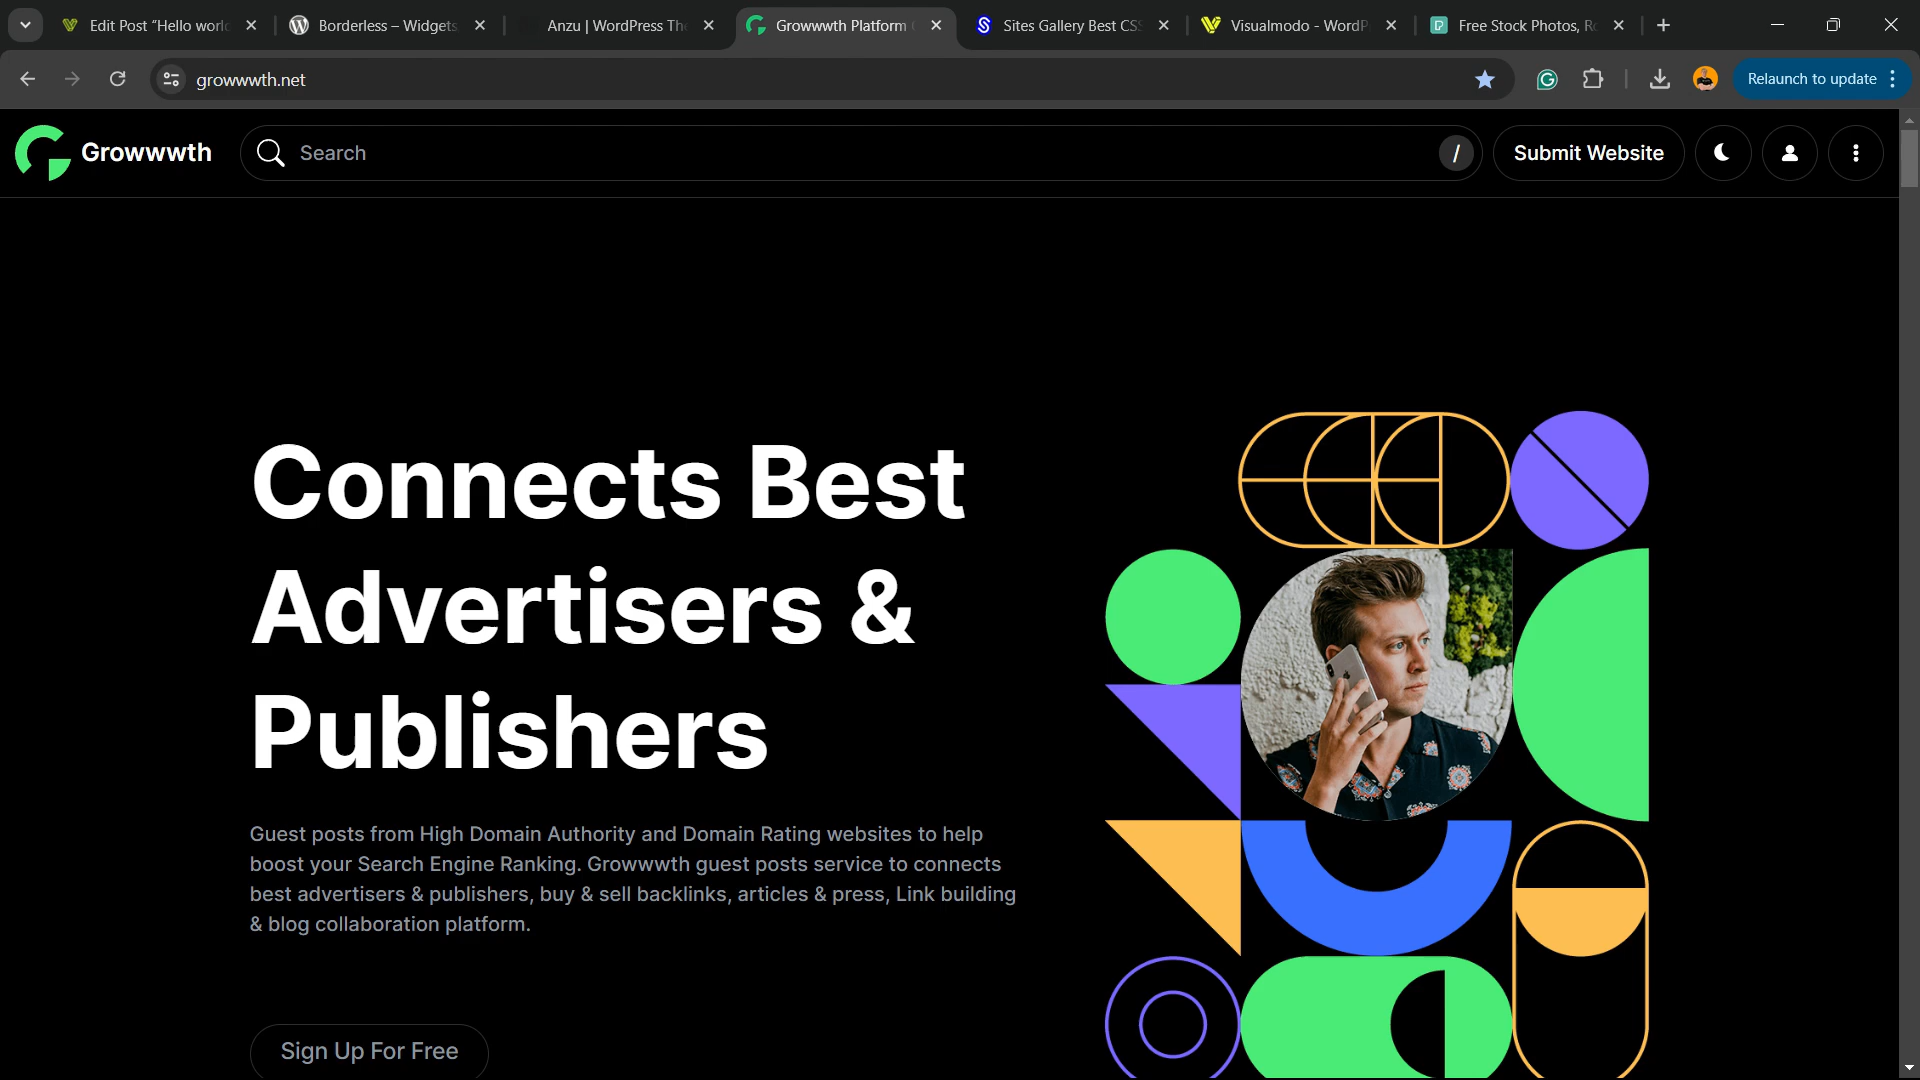 Edit Post “Hello worl
Borderless – Widgets
Anzu | WordPress Th
Growwwth Platform
Sites Gallery Best CSS
Visualmodo - WordP
Free Stock Photos, R
growwwth.net
Relaunch to update
Growwwth
Search
/
Submit Website
Connects Best
Advertisers &
Publishers
Guest posts from High Domain Authority and Domain Rating websites to help
boost your Search Engine Ranking. Growwwth guest posts service to connects
best advertisers & publishers, buy & sell backlinks, articles & press, Link building
& blog collaboration platform.
Sign Up For Free